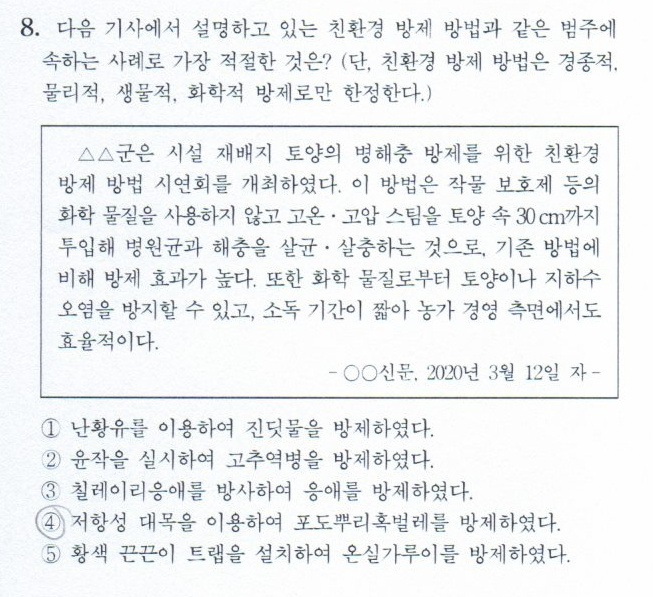 8. 다음 기사에서 설명하고 있는 친환경 방제 방법과 같은 범주에
속하는 사례로 가장 적절한 것은? (단, 친환경 방제 방법은 경종적,
물리적, 생물적, 화학적 방제로만 한정한다.)
△△군은 시설 재배지 토양의 병해충 방제를 위한 친환경
방제 방법 시연회를 개최하였다. 이 방법은 작물 보호제 등의
화학 물질을 사용하지 않고 고온·고압 스팀을 토양 속 30cm까지
투입해 병원균과 해충을 살균·살충하는 것으로, 기존 방법에
비해 방제 효과가 높다. 또한 화학 물질로부터 토양이나 지하수
오염을 방지할 수 있고, 소독 기간이 짧아 농가 경영 측면에서도
효율적이다.
- ○○신문, 2020년 3월 12일 자 -
① 난황유를 이용하여 진딧물을 방제하였다.
② 윤작을 실시하여 고추역병을 방제하였다.
③ 칠레이리응애를 방사하여 응애를 방제하였다.
④ 저항성 대목을 이용하여 포도뿌리혹벌레를 방제하였다.
⑤ 황색 끈끈이 트랩을 설치하여 온실가루이를 방제하였다.